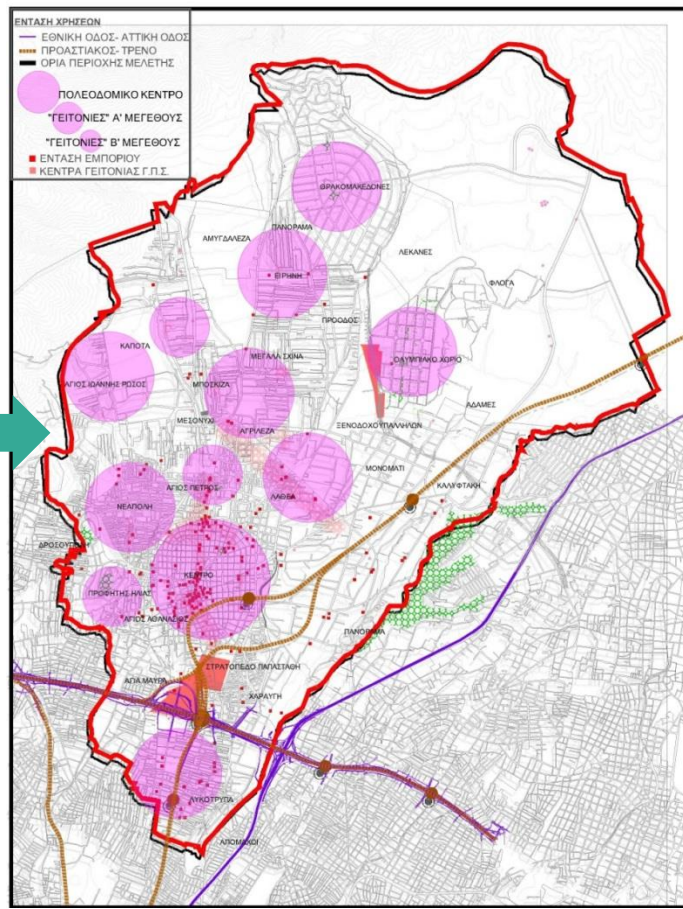 ΕΝΤΑΣΗ ΧΡΗΣΕΩΝ
ΕΘΝΙΚΗ ΟΔΟΣ- ΑΤΤΙΚΗ ΟΔΟΣ
ΠΡΟΑΣΤΙΑΚΟΣ- ΤΡΕΝΟ
ΟΡΙΑ ΠΕΡΙΟΧΗΣ ΜΕΛΕΤΗΣ
ΠΟΛΕΟΔΟΜΙΚΟ ΚΕΝΤΡΟ
"ΓΕΙΤΟΝΙΕΣ" Α' ΜΕΓΕΘΟΥΣ
"ΓΕΙΤΟΝΙΕΣ" Β' ΜΕΓΕΘΟΥΣ
ΕΝΤΑΣΗ ΕΜΠΟΡΙΟΥ
ΚΕΝΤΡΑ ΓΕΙΤΟΝΙΑΣ Γ.Π.Σ.
ΘΡΑΚΟΜΑΚΕΔΟΝΕΣ
ΠΑΝΟΡΑΜΑ
ΑΜΥΓΔΑΛΕΖΑ
ΛΕΚΑΝΕΣ
ΕΙΡΗΝΗ
ΦΛΟΓΑ
ΠΡΟΟΔΟΣ
ΚΑΠΟΤΑ
ΜΕΓΑΛΑ ΣΧΙΝΑ
ΟΛΥΜΠΙΑΚΟ ΧΩΡΙΟ
ΑΓΙΟΣ ΙΩΑΝΝΗΣ ΡΩΣΟΣ
ΜΠΟΣΚΙΖΑ
ΑΔΑΜΕΣ
ΜΕΣΟΝΥΧΙ
ΑΓΡΙΛΕΖΑ
ΞΕΝΟΔΟΧΟΥΠΑΛΛΗΛΩΝ
ΜΟΝΟΜΑΤΙ
ΑΓΙΟΣ ΠΕΤΡΟΣ
ΚΑΛΥΦΤΑΚΗ
ΛΑΘΕΑ
ΝΕΑΠΟΛΗ
ΔΡΟΣΟΥΠΟΛΗ
ΚΕΝΤΡΟ
ΠΡΟΦΗΤΗΣ ΗΛΙΑΣ
ΑΓΙΟΣ ΑΘΑΝΑΣΙΟΣ
ΠΑΝΟΡΑΜΑ
ΣΤΡΑΤΟΠΕΔΟ ΠΑΠΑΣΤΑΘΗ
ΑΓΙΑ ΜΑΥΡΑ
ΧΑΡΑΥΓΗ
ΛΥΚΟΤΡΥΠΑ
ΑΠΟΜΑΧΟΙ